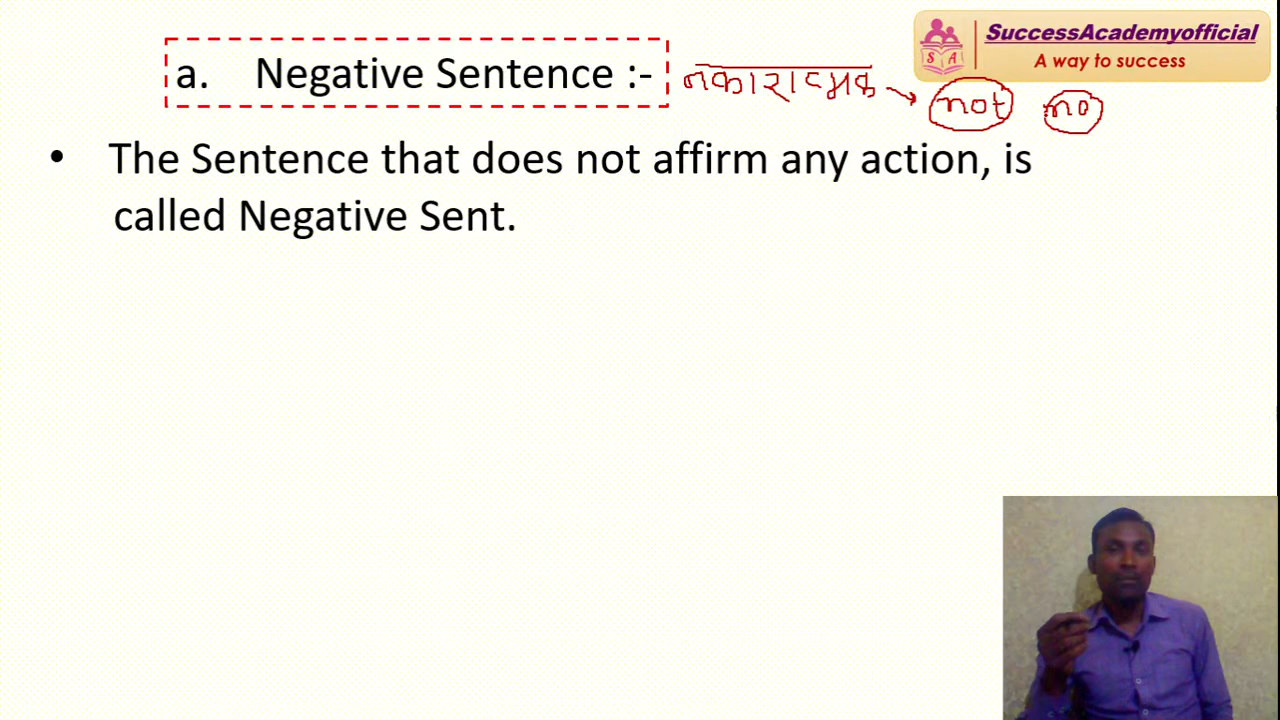 SuccessAcademyofficial
A way to success
S A
a. Negative Sentence :- नकारात्मक → not no
• The Sentence that does not affirm any action, is
called Negative Sent.